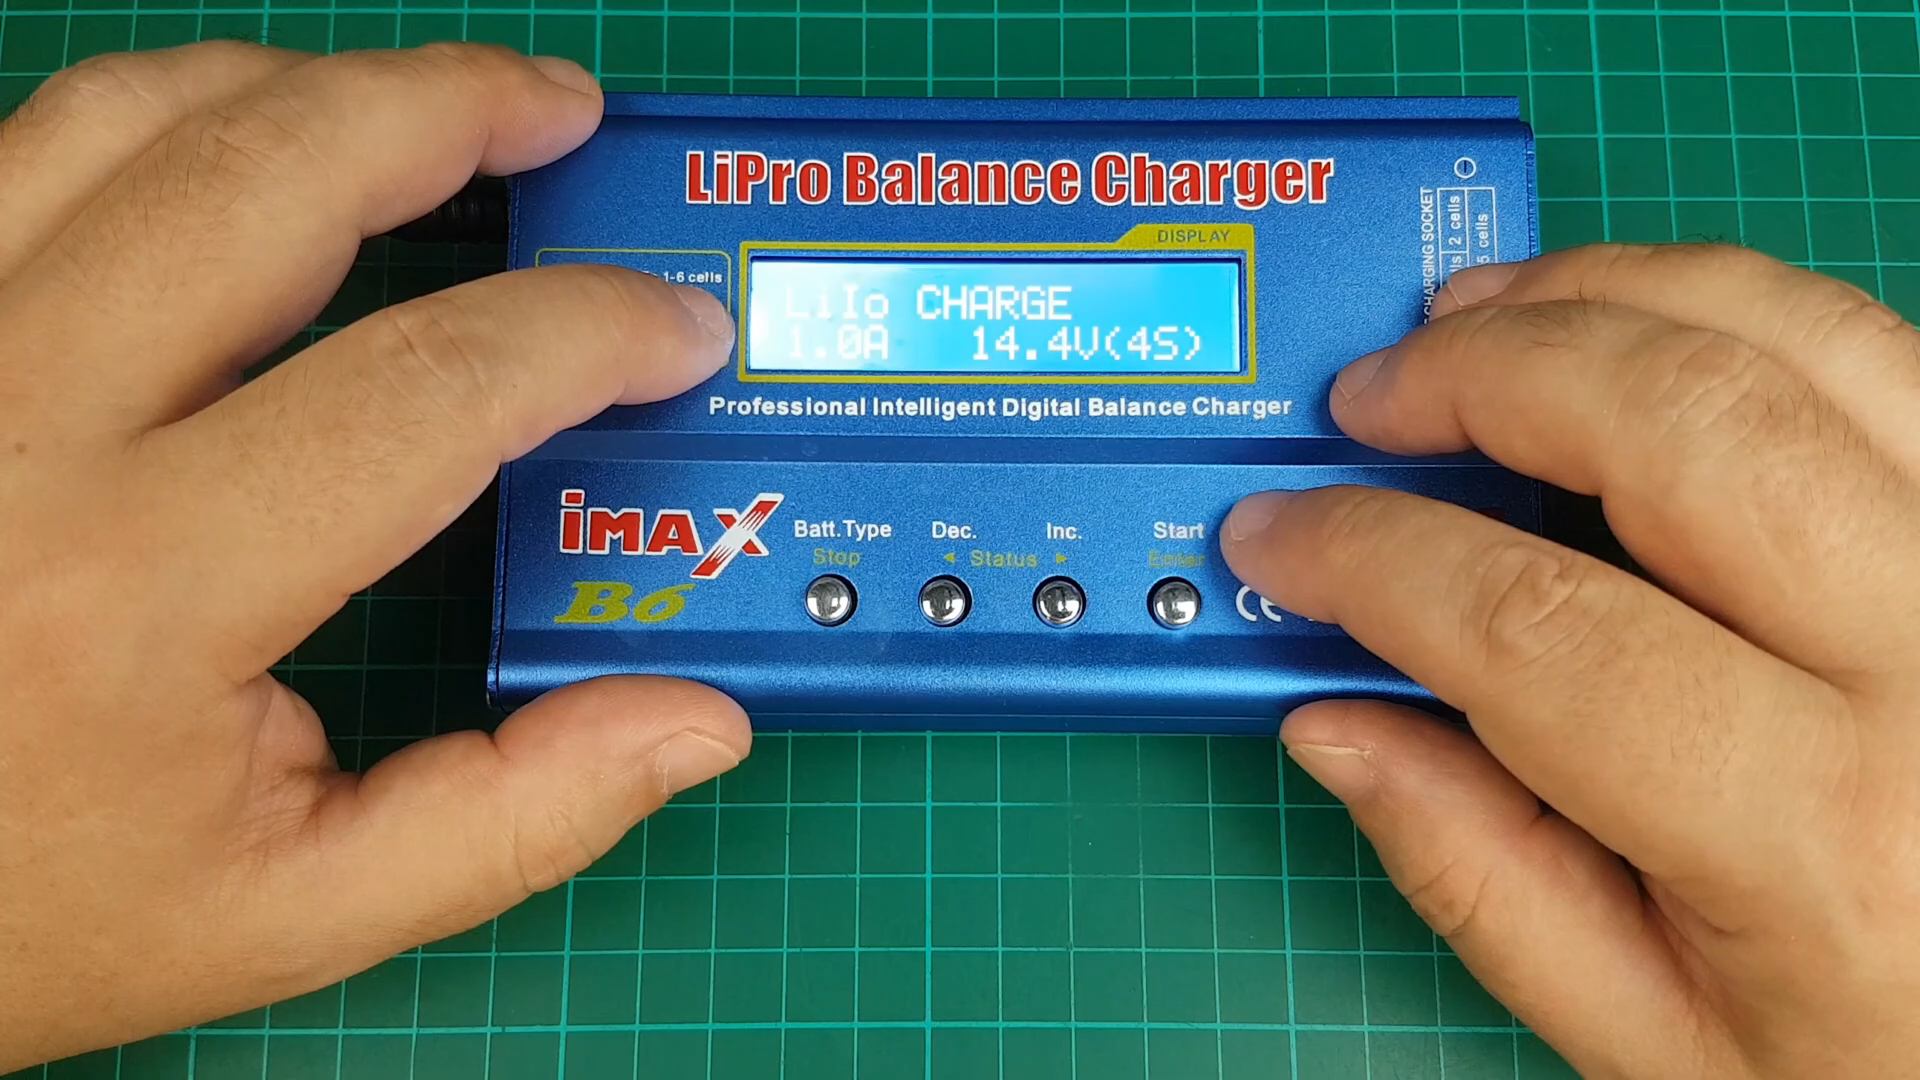 LiPro Balance Charger
DISPLAY
1-6 cells
LiIo CHARGE
1.0A 14.4V(4S)
Professional Intelligent Digital Balance Charger
CHARGING SOCKET
2 cells
5 cells
iMAX
B6
Batt.Type Dec. Inc. Start
Stop ◄ Status ► Enter
CE